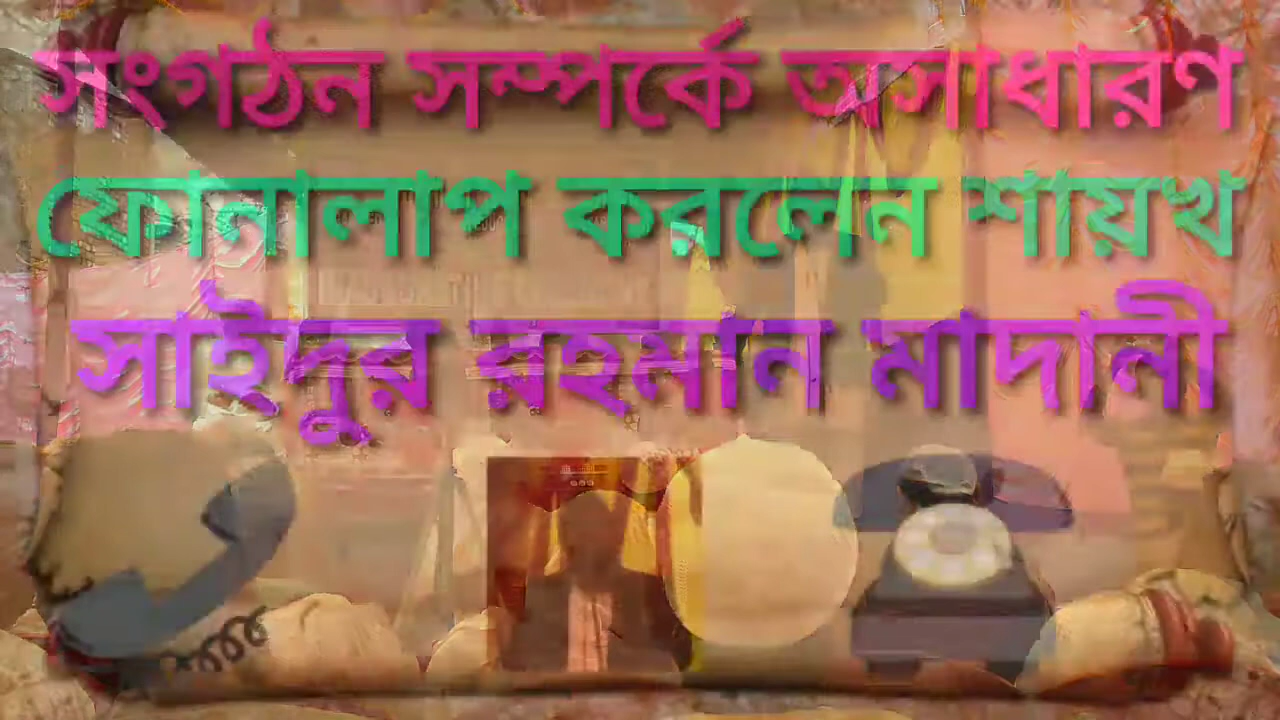 সংগঠন সম্পর্কে অসাধারণ
ফোনালাপ করলেন শায়খ
সাইদুর রহমান মাদানী